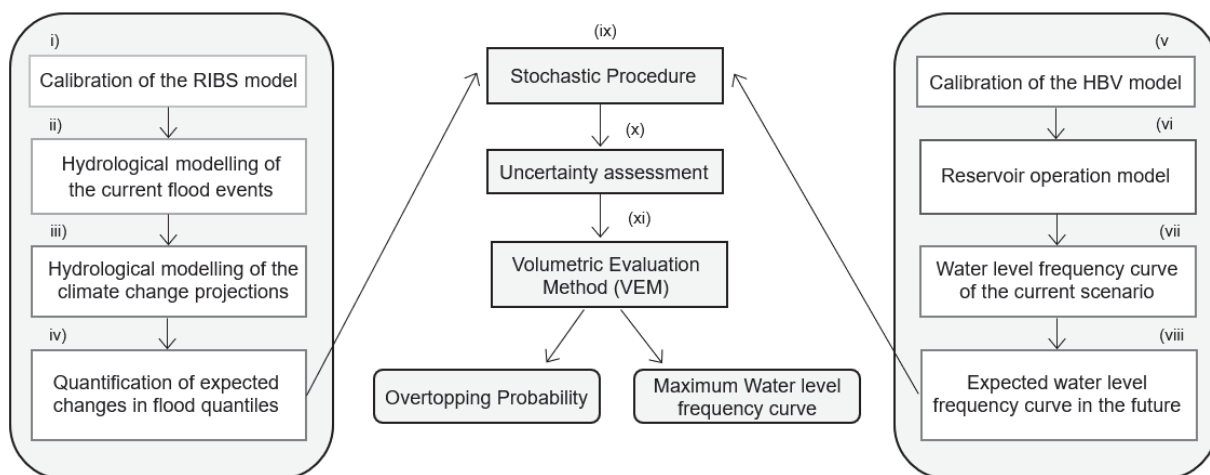 i)
Calibration of the RIBS model
ii)
Hydrological modelling of
the current flood events
iii)
Hydrological modelling of the
climate change projections
iv)
Quantification of expected
changes in flood quantiles
(ix)
Stochastic Procedure
(x)
Uncertainty assessment
(xi)
Volumetric Evaluation
Method (VEM)
Overtopping Probability
Maximum Water level
frequency curve
(v
Calibration of the HBV model
(vi
Reservoir operation model
(vii
Water level frequency curve
of the current scenario
(viii
Expected water level
frequency curve in the future